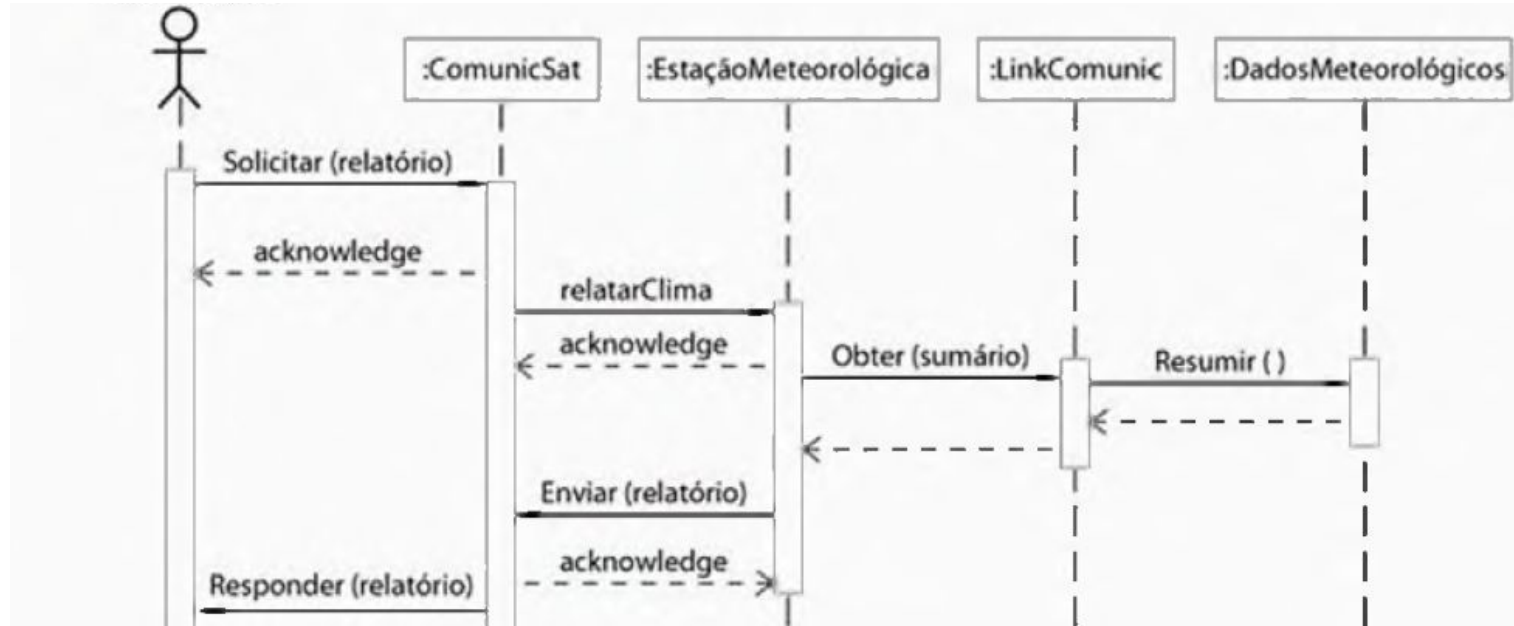 :ComunicSat
:EstaçãoMeteorológica
:LinkComunic
:DadosMeteorológicos
Solicitar (relatório)
acknowledge
relatarClima
acknowledge
Obter (sumário)
Resumir ( )
Enviar (relatório)
acknowledge
Responder (relatório)